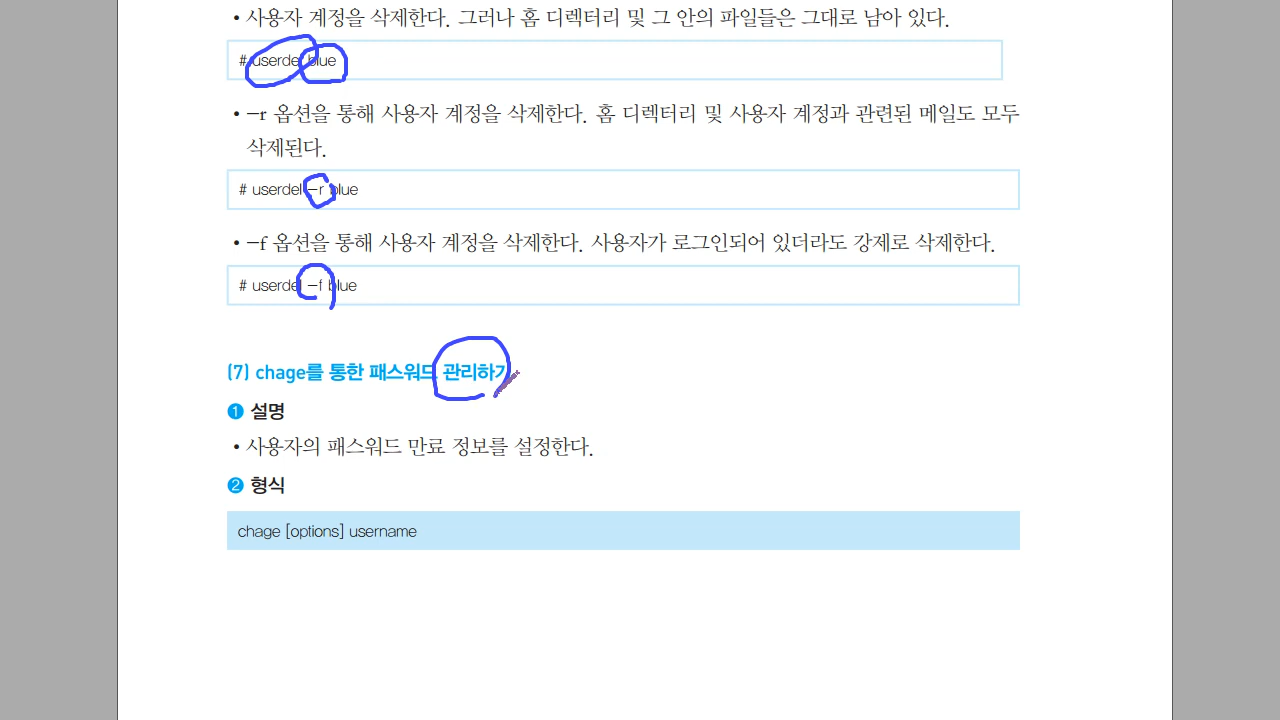 • 사용자 계정을 삭제한다. 그러나 홈 디렉터리 및 그 안의 파일들은 그대로 남아 있다.
# userdel blue
• -r 옵션을 통해 사용자 계정을 삭제한다. 홈 디렉터리 및 사용자 계정과 관련된 메일도 모두
삭제된다.
# userdel -r blue
• -f 옵션을 통해 사용자 계정을 삭제한다. 사용자가 로그인되어 있더라도 강제로 삭제한다.
# userdel -f blue
(7) chage를 통한 패스워드 관리하기
❶ 설명
• 사용자의 패스워드 만료 정보를 설정한다.
❷ 형식
chage [options] username